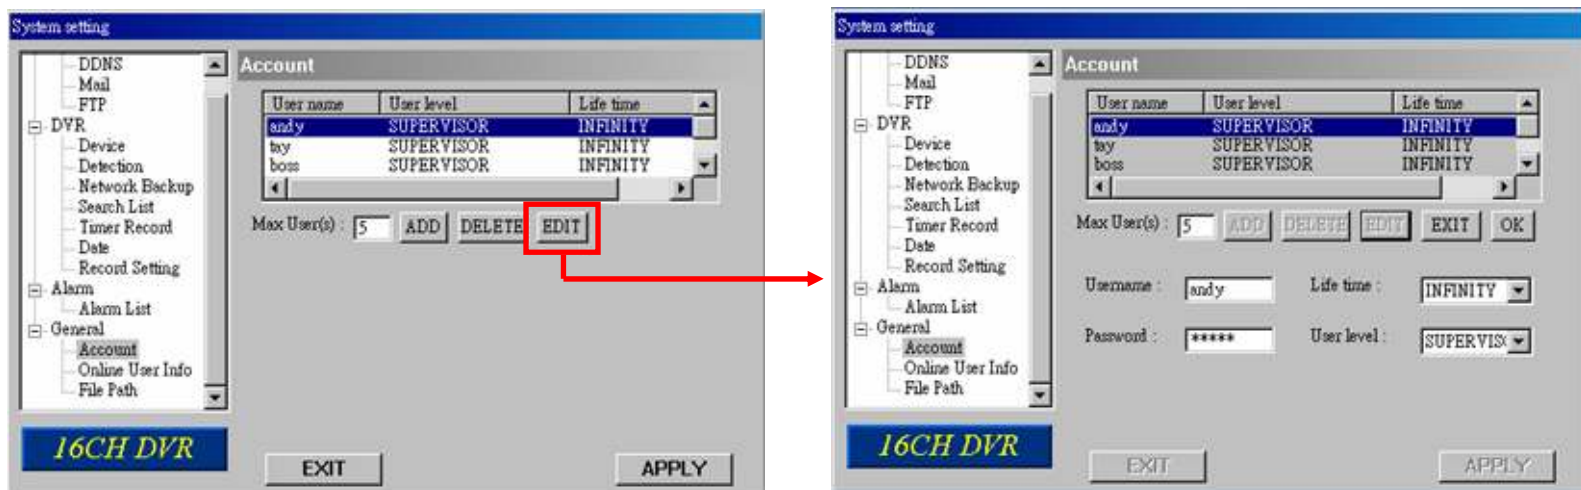 System setting
DDNS
Mail
FTP
DVR
Device
Detection
Network Backup
Search List
Timer Record
Date
Record Setting
Alarm
Alarm List
General
Account
Online User Info
File Path
16CH DVR
Account
User name User level Life time
andy SUPERVISOR INFINITY
tay SUPERVISOR INFINITY
boss SUPERVISOR INFINITY
Max User(s) : 5 ADD DELETE EDIT
EXIT APPLY
System setting
DDNS
Mail
FTP
DVR
Device
Detection
Network Backup
Search List
Timer Record
Date
Record Setting
Alarm
Alarm List
General
Account
Online User Info
File Path
16CH DVR
Account
User name User level Life time
andy SUPERVISOR INFINITY
tay SUPERVISOR INFINITY
boss SUPERVISOR INFINITY
Max User(s) : 5 ADD DELETE EDIT EXIT OK
Username : andy Life time : INFINITY
Password : ***** User level : SUPERVIS
EXIT APPLY